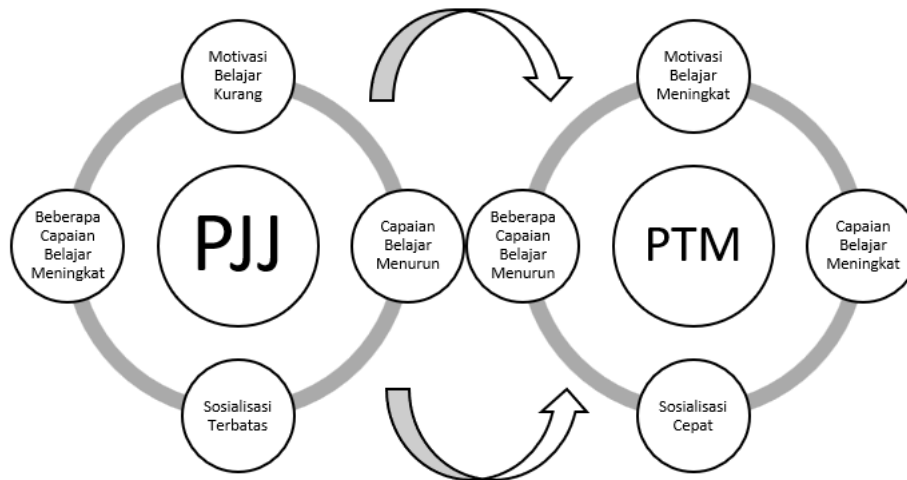 Motivasi
Belajar
Kurang
Beberapa
Capaian
Belajar
Meningkat
PJJ
Capaian
Belajar
Menurun
Sosialisasi
Terbatas
Motivasi
Belajar
Meningkat
Beberapa
Capaian
Belajar
Menurun
PTM
Capaian
Belajar
Meningkat
Sosialisasi
Cepat